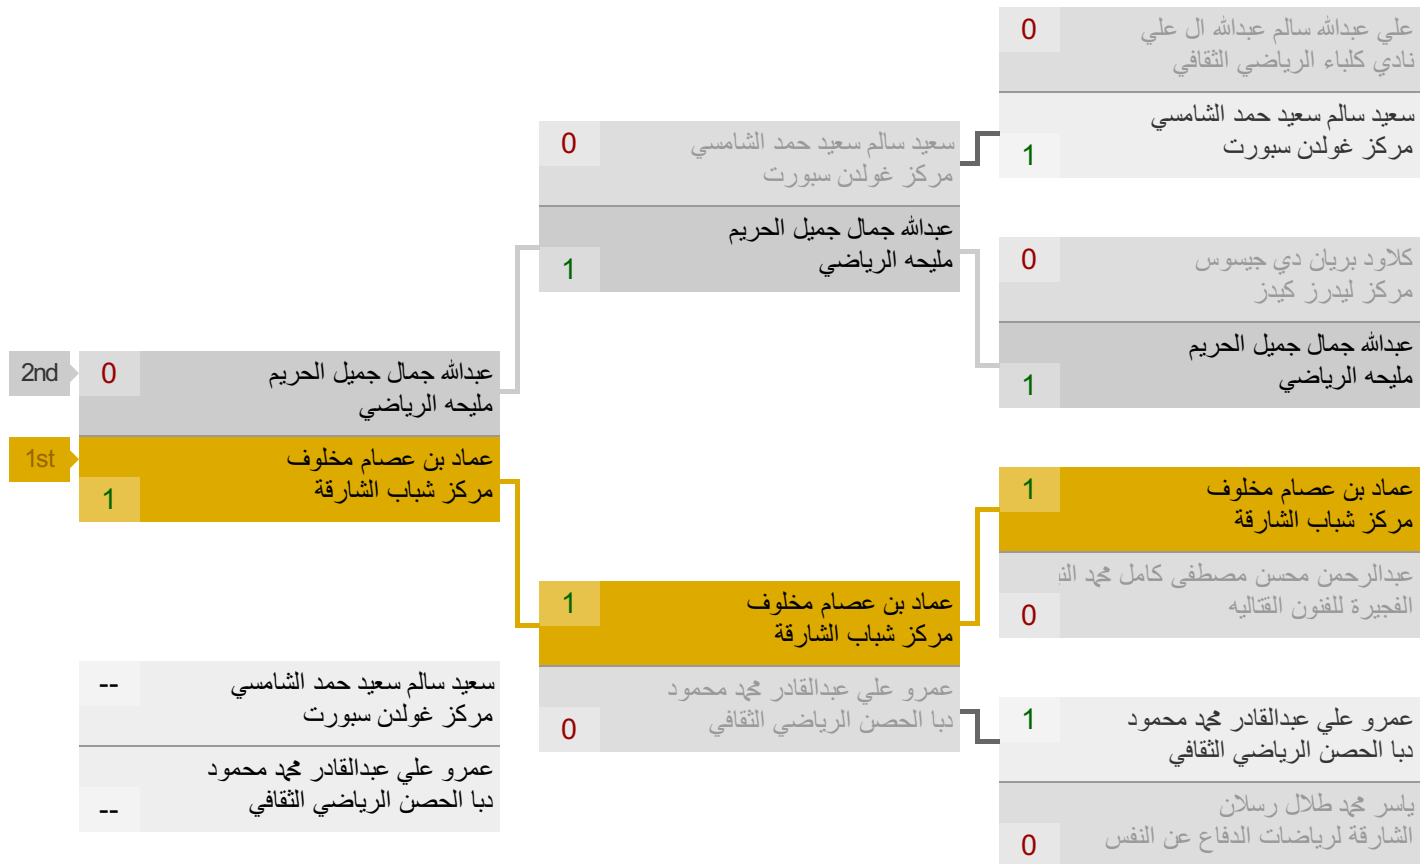 0
علي عبدالله سالم عبدالله ال علي
نادي كلباء الرياضي الثقافي
سعيد سالم سعيد حمد الشامسي
مركز غولدن سبورت
1
0
كلاود بريان دي جيسوس
مركز ليدرز كيدز
عبدالله جمال جميل الحريم
مليحه الرياضي
1
1
عماد بن عصام مخلوف
مركز شباب الشارقة
عبدالرحمن محسن مصطفى كامل محمد
الفجيرة للفنون القتاليه
0
1
عمرو علي عبدالقادر محمد محمود
دبا الحصن الرياضي الثقافي
ياسر محمد طلال رسلان
الشارقة لرياضات الدفاع عن النفس
0
0
سعيد سالم سعيد حمد الشامسي
مركز غولدن سبورت
عبدالله جمال جميل الحريم
مليحه الرياضي
1
1
عماد بن عصام مخلوف
مركز شباب الشارقة
عمرو علي عبدالقادر محمد محمود
دبا الحصن الرياضي الثقافي
0
2nd
0
عبدالله جمال جميل الحريم
مليحه الرياضي
1st
عماد بن عصام مخلوف
مركز شباب الشارقة
1
--
سعيد سالم سعيد حمد الشامسي
مركز غولدن سبورت
عمرو علي عبدالقادر محمد محمود
دبا الحصن الرياضي الثقافي
--